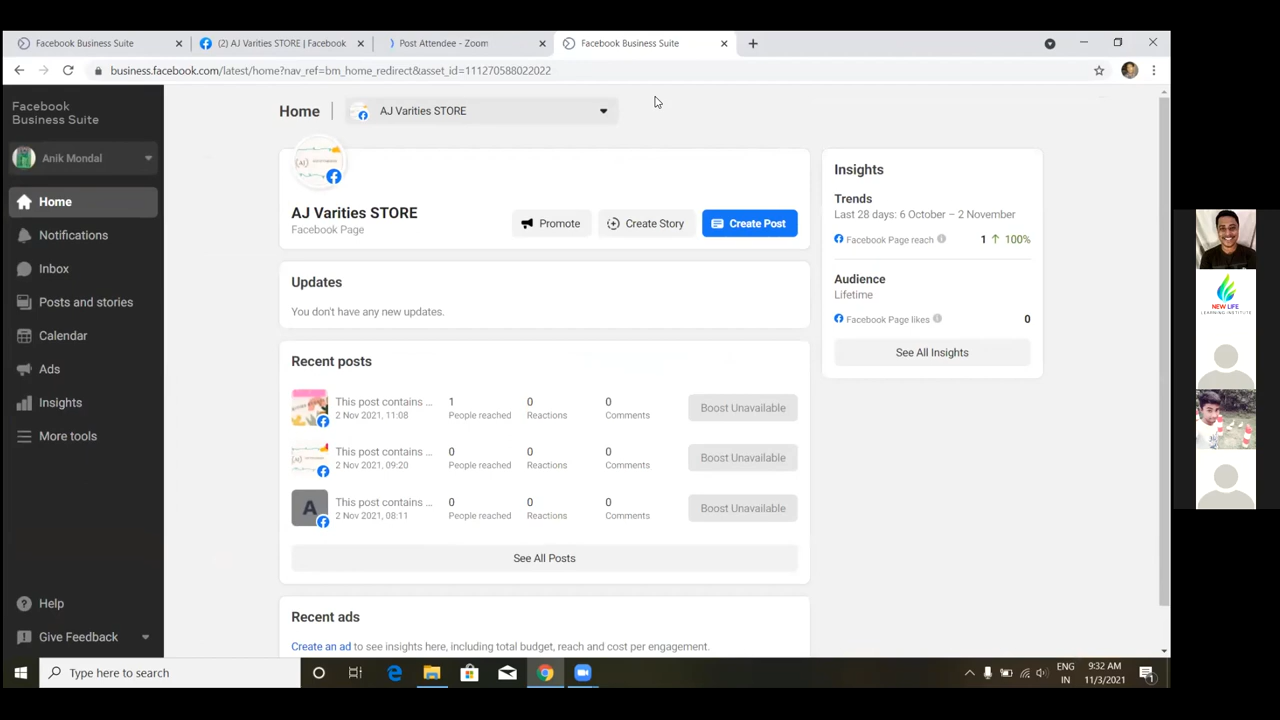 Facebook Business Suite
(2) AJ Varities STORE | Facebook
Post Attendee - Zoom
Facebook Business Suite
business.facebook.com/latest/home?nav_ref=bm_home_redirect&asset_id=111270588022022
Facebook
Business Suite
Anik Mondal
Home
Notifications
Inbox
Posts and stories
Calendar
Ads
Insights
More tools
Help
Give Feedback
Home
AJ Varities STORE
AJ Varities STORE
Facebook Page
Promote
Create Story
Create Post
Updates
You don't have any new updates.
Recent posts
This post contains ...
2 Nov 2021, 11:08
1
People reached
0
Reactions
0
Comments
Boost Unavailable
This post contains ...
2 Nov 2021, 09:20
0
People reached
0
Reactions
0
Comments
Boost Unavailable
A
This post contains ...
2 Nov 2021, 08:11
0
People reached
0
Reactions
0
Comments
Boost Unavailable
See All Posts
Recent ads
Create an ad to see insights here, including total budget, reach and cost per engagement.
Insights
Trends
Last 28 days: 6 October – 2 November
Facebook Page reach 1 ↑ 100%
Audience
Lifetime
Facebook Page likes 0
See All Insights
NEW LIFE
LEARNING INSTITUTE
Type here to search
ENG
IN
9:32 AM
11/3/2021
1